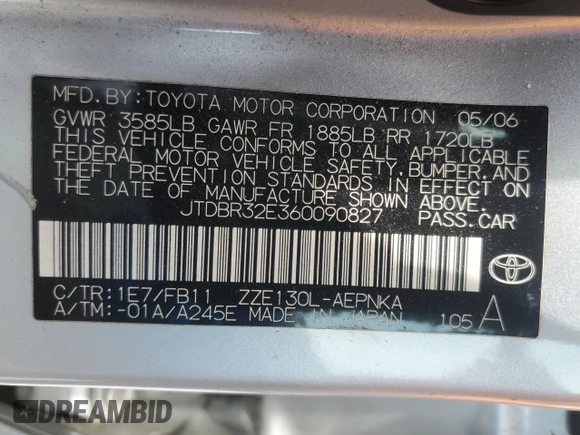 MFD. BY: TOYOTA MOTOR CORPORATION 05/06
GVWR 3585LB GAWR FR 1885LB RR 1720LB
THIS VEHICLE CONFORMS TO ALL APPLICABLE
FEDERAL MOTOR VEHICLE SAFETY, BUMPER, AND
THEFT PREVENTION STANDARDS IN EFFECT ON
THE DATE OF MANUFACTURE SHOWN ABOVE.
JTDBR32E360090827 PASS. CAR
C/TR: 1E7/FB11 ZZE130L-AEPNKA
A/TM: -01A/A245E MADE IN JAPAN 105 A
DREAMBID